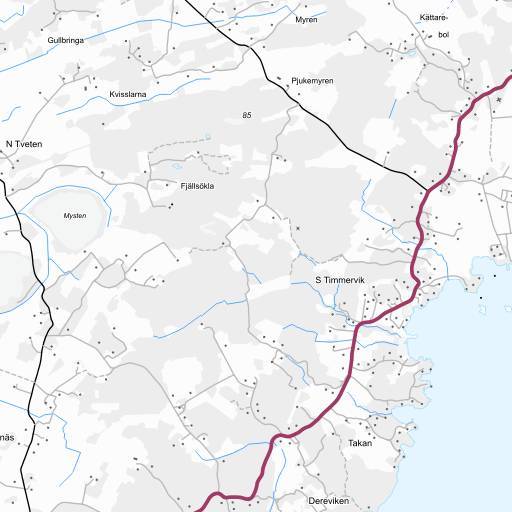 Kättare-
bol
Myren
Gullbringa
Pjukemyren
Kvisslarna
85
N Tveten
Fjällsökla
Mysten
S Timmervik
näs
Takan
Dereviken